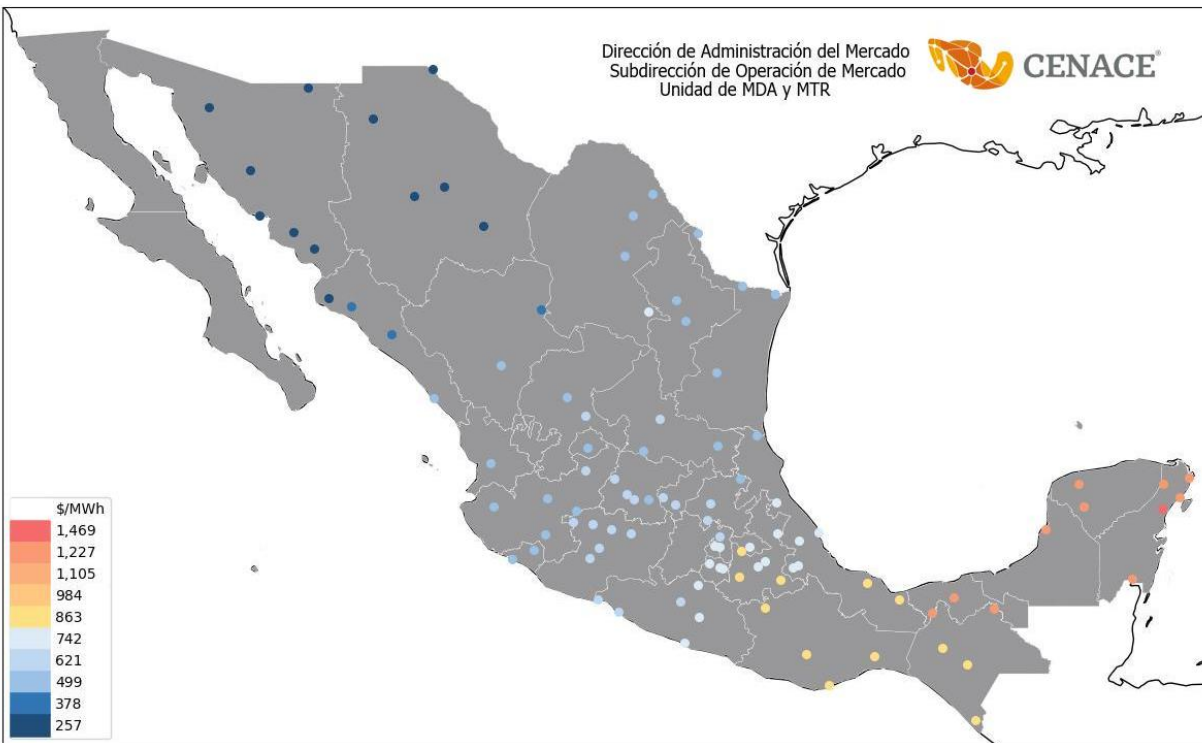 Dirección de Administración del Mercado
Subdirección de Operación de Mercado
Unidad de MDA y MTR
CENACE®
$/MWh
1,469
1,227
1,105
984
863
742
621
499
378
257